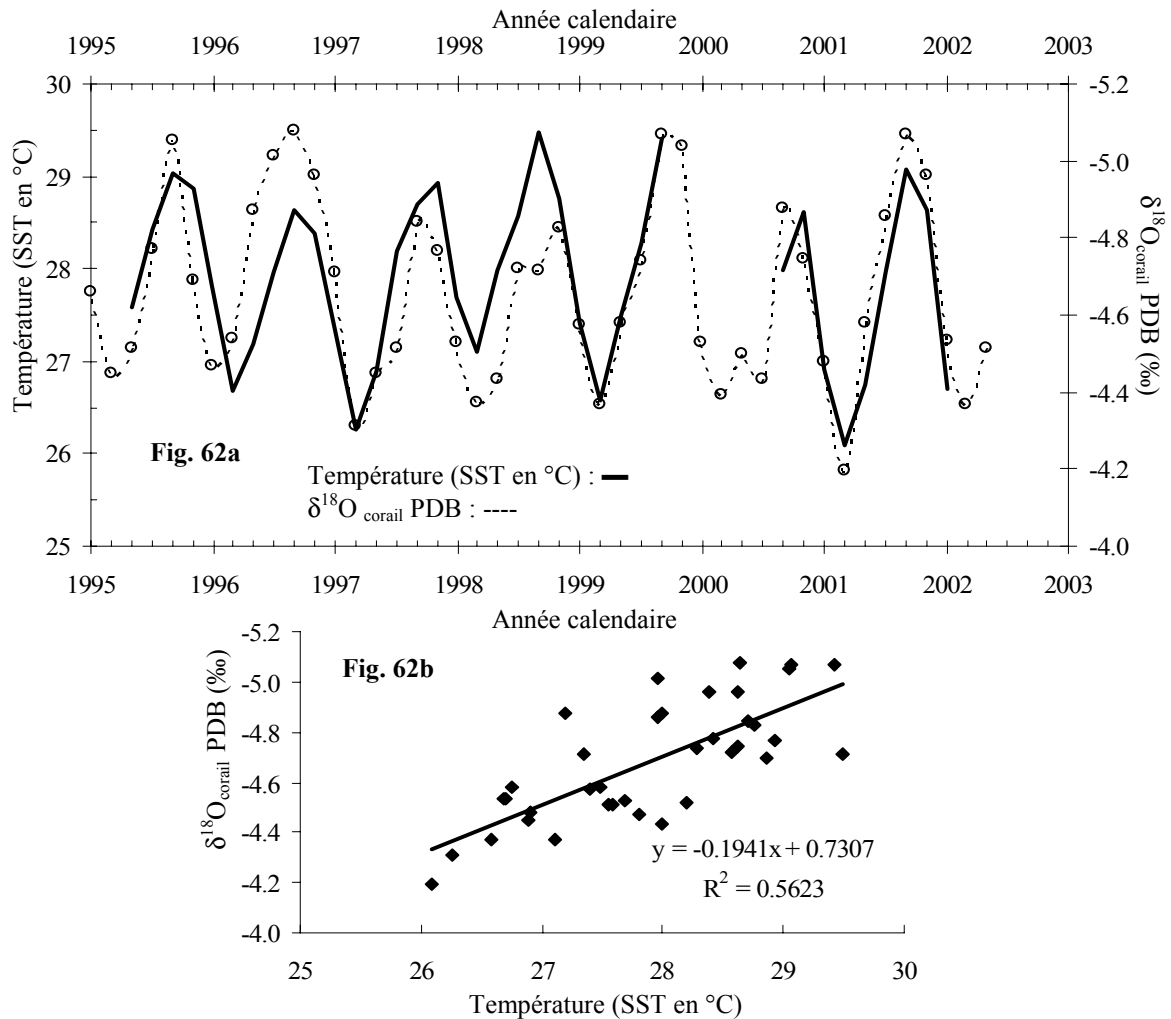 Année calendaire
1995 1996 1997 1998 1999 2000 2001 2002 2003
30
29
28
27
26
25
Température (SST en °C)
-5.2
-5.0
-4.8
-4.6
-4.4
-4.2
-4.0
δ¹⁸O corail PDB (‰)
Fig. 62a
Température (SST en °C) :
δ¹⁸O corail PDB : ----
1995 1996 1997 1998 1999 2000 2001 2002 2003
Année calendaire
Fig. 62b
-5.2
-5.0
-4.8
-4.6
-4.4
-4.2
-4.0
δ¹⁸O corail PDB (‰)
y = -0.1941x + 0.7307
R² = 0.5623
25 26 27 28 29 30
Température (SST en °C)